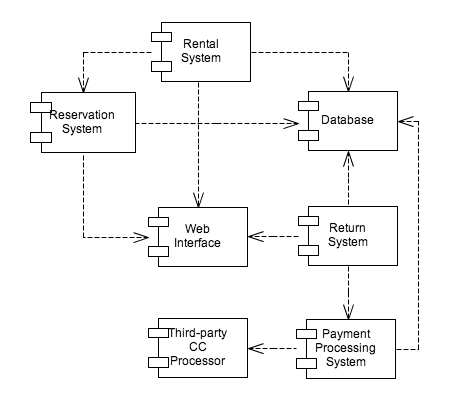 Rental
System
Reservation
System
Database
Web
Interface
Return
System
Third-party
CC
Processor
Payment
Processing
System